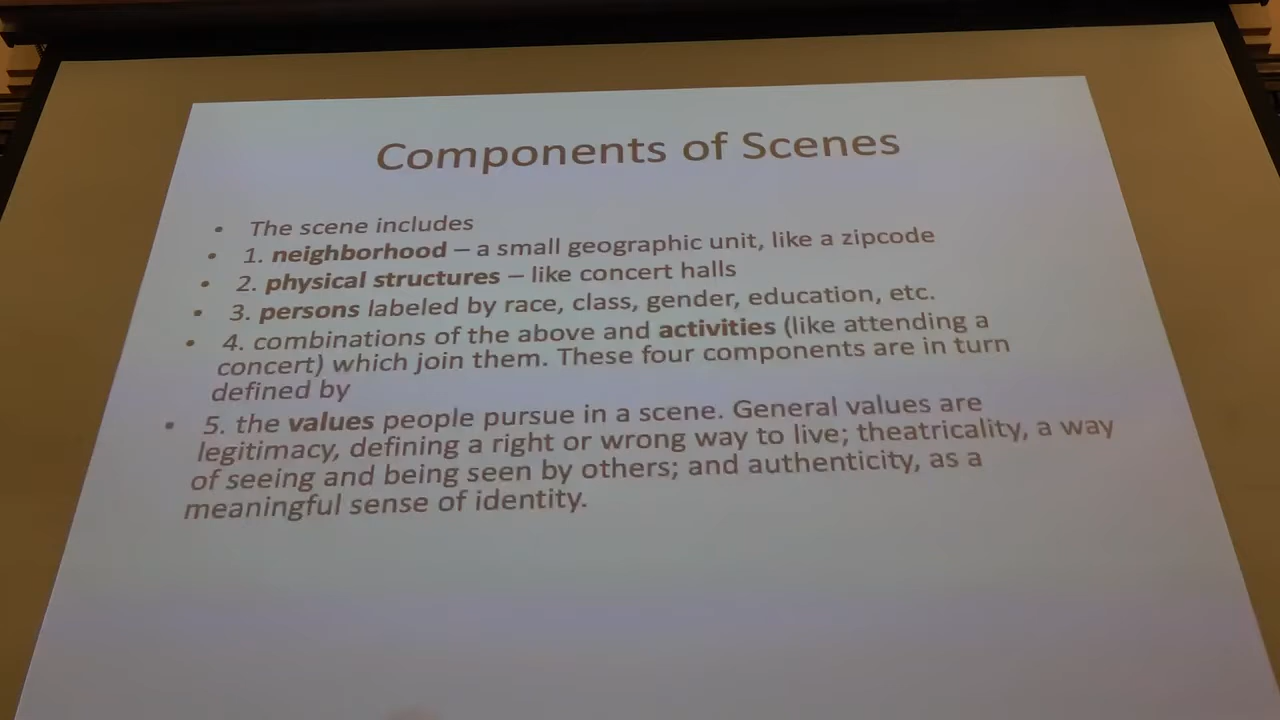 Components of Scenes
• The scene includes
• 1. neighborhood – a small geographic unit, like a zipcode
• 2. physical structures – like concert halls
• 3. persons labeled by race, class, gender, education, etc.
• 4. combinations of the above and activities (like attending a
concert) which join them. These four components are in turn
defined by
• 5. the values people pursue in a scene. General values are
legitimacy, defining a right or wrong way to live; theatricality, a way
of seeing and being seen by others; and authenticity, as a
meaningful sense of identity.